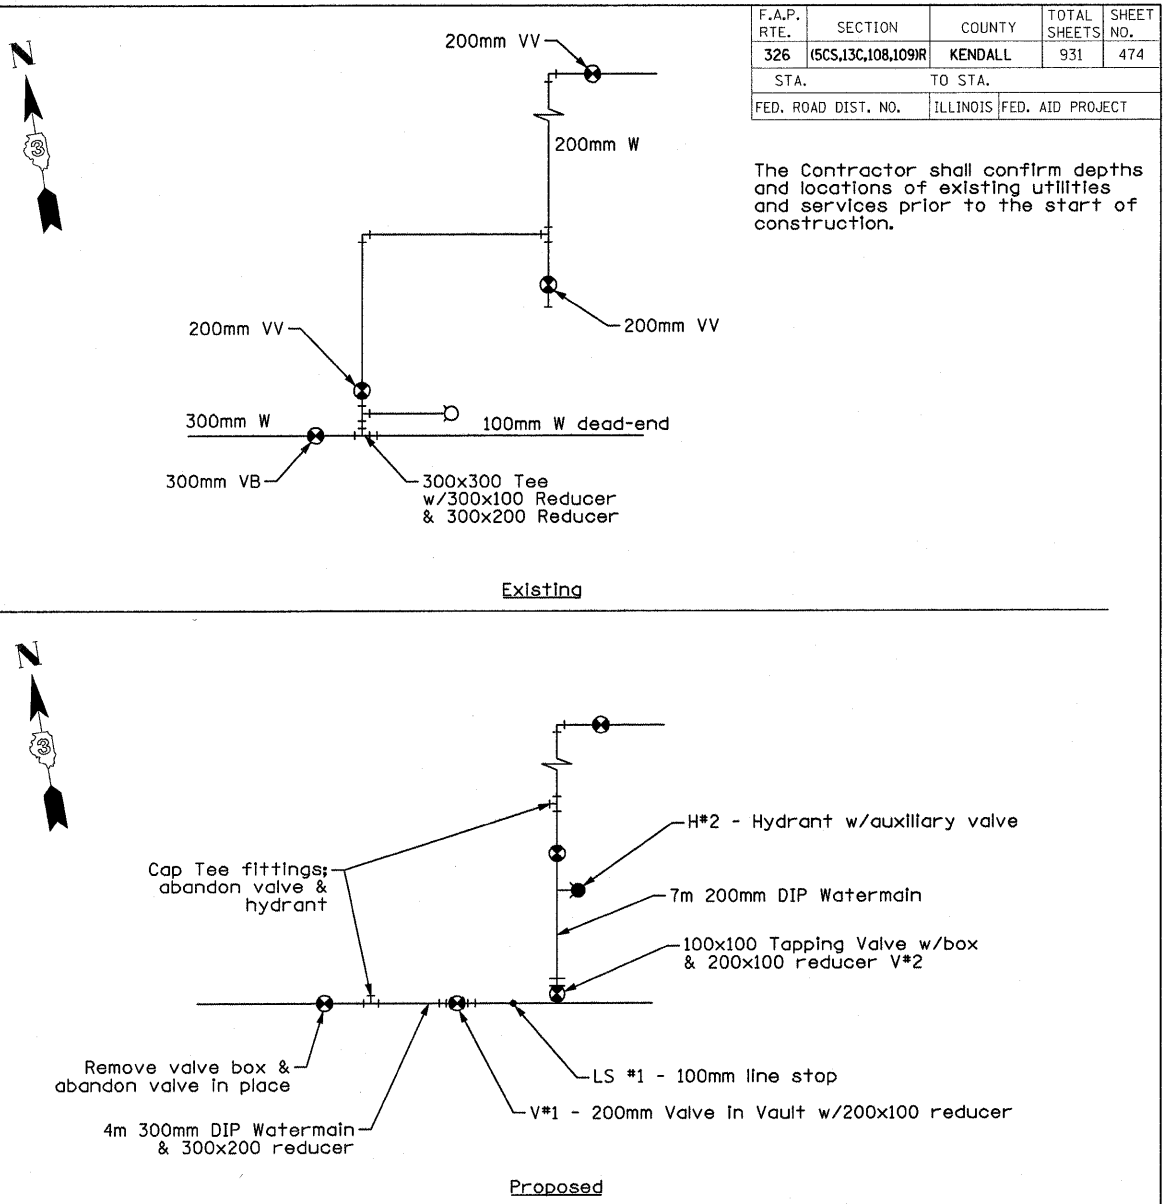 F.A.P. RTE. SECTION COUNTY TOTAL SHEETS SHEET NO.
326 (5CS,13C,108,109)R KENDALL 931 474
STA. TO STA.
FED. ROAD DIST. NO. ILLINOIS FED. AID PROJECT
The Contractor shall confirm depths
and locations of existing utilities
and services prior to the start of
construction.
N
3
200mm VV
200mm W
200mm VV
200mm VV
300mm W
100mm W dead-end
300mm VB
300x300 Tee
w/300x100 Reducer
& 300x200 Reducer
Existing
N
3
H#2 - Hydrant w/auxiliary valve
Cap Tee fittings;
abandon valve &
hydrant
7m 200mm DIP Watermain
100x100 Tapping Valve w/box
& 200x100 reducer V#2
Remove valve box &
abandon valve in place
LS #1 - 100mm line stop
V#1 - 200mm Valve in Vault w/200x100 reducer
4m 300mm DIP Watermain
& 300x200 reducer
Proposed